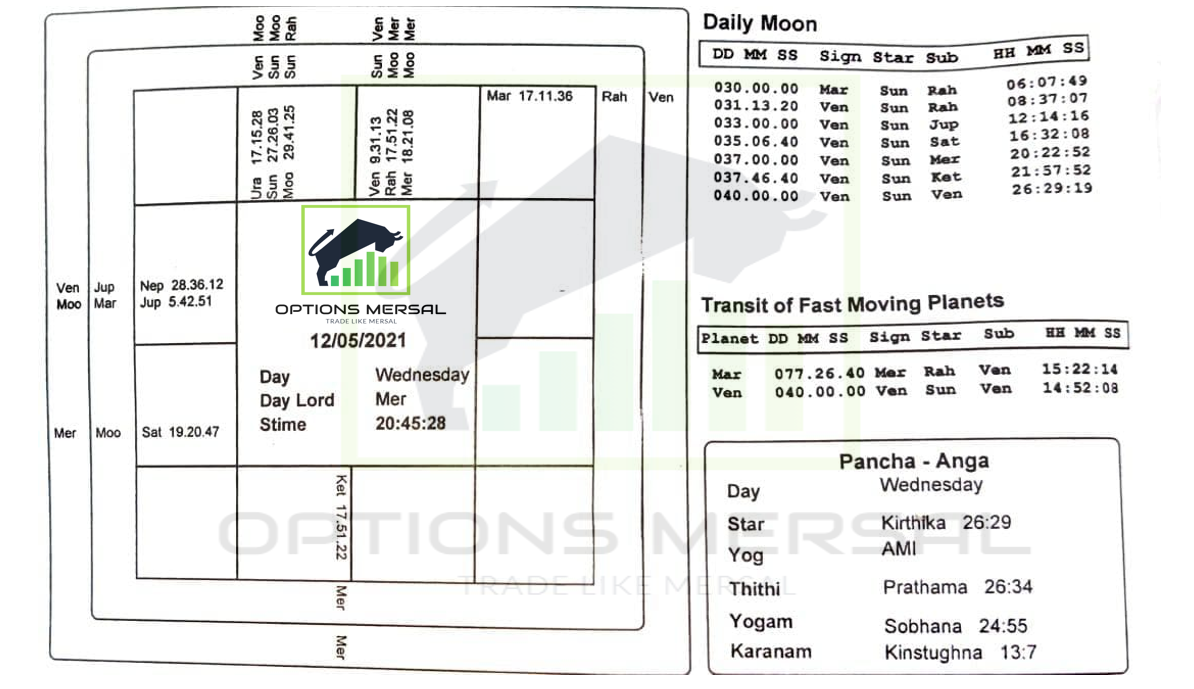 Ven Moo
Sun Moo
Sun Rah
Ven Sun
Moo Mer
Moo Mer
Ura 17.15.28
Sun 27.26.03
Moo 29.41.25
Ven 9.31.13
Rah 17.51.22
Mer 18.21.08
Mar 17.11.36 Rah Ven
Ven Jup Nep 28.36.12
Moo Mar Jup 5.42.51
OPTIONS MERSAL
TRADE LIKE MERSAL
12/05/2021
Day Wednesday
Day Lord Mer
Stime 20:45:28
Mer Moo Sat 19.20.47
Ket 17.51.22 Mer Mer
Daily Moon
DD MM SS Sign Star Sub HH MM SS
030.00.00 Mar Sun Rah 06:07:49
031.13.20 Ven Sun Rah 08:37:07
033.00.00 Ven Sun Jup 12:14:16
035.06.40 Ven Sun Sat 16:32:08
037.00.00 Ven Sun Mer 20:22:52
037.46.40 Ven Sun Ket 21:57:52
040.00.00 Ven Sun Ven 26:29:19
Transit of Fast Moving Planets
Planet DD MM SS Sign Star Sub HH MM SS
Mar 077.26.40 Mer Rah Ven 15:22:14
Ven 040.00.00 Ven Sun Ven 14:52:08
Pancha - Anga
Day Wednesday
Star Kirthika 26:29
Yog AMI
Thithi Prathama 26:34
Yogam Sobhana 24:55
Karanam Kinstughna 13:7
OPTIONS MERSAL
TRADE LIKE MERSAL